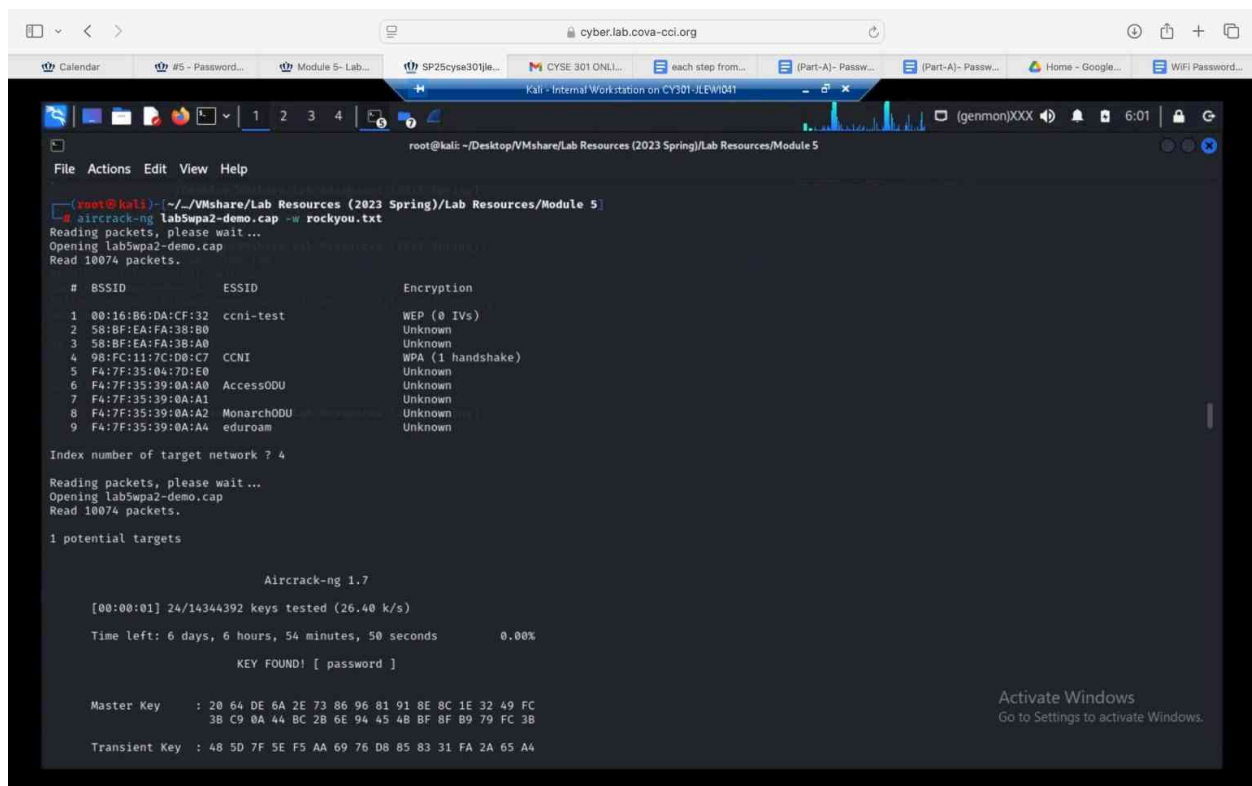 cyber.lab.cova-cci.org
Calendar
#5 - Password...
Module 5- Lab...
SP25cyse301jle...
CYSE 301 ONLI...
each step from...
(Part-A)- Passw...
(Part-A)- Passw...
Home - Google...
WiFi Password...
Kali - Internal Workstation on CY301-JLEWI041
1 2 3 4
(genmon)XXX
6:01
root@kali: ~/Desktop/VMshare/Lab Resources (2023 Spring)/Lab Resources/Module 5
File Actions Edit View Help
(root@kali)-[~/…/VMshare/Lab Resources (2023 Spring)/Lab Resources/Module 5]
# aircrack-ng lab5wpa2-demo.cap -w rockyou.txt
Reading packets, please wait...
Opening lab5wpa2-demo.cap
Read 10074 packets.
# BSSID ESSID Encryption
1 00:16:B6:DA:CF:32 ccni-test WEP (0 IVs)
2 58:BF:EA:FA:38:B0 Unknown
3 58:BF:EA:FA:3B:A0 Unknown
4 98:FC:11:7C:D0:C7 CCNI WPA (1 handshake)
5 F4:7F:35:04:7D:E0 Unknown
6 F4:7F:35:39:0A:A0 AccessODU Unknown
7 F4:7F:35:39:0A:A1 Unknown
8 F4:7F:35:39:0A:A2 MonarchODU Unknown
9 F4:7F:35:39:0A:A4 eduroam Unknown
Index number of target network ? 4
Reading packets, please wait...
Opening lab5wpa2-demo.cap
Read 10074 packets.
1 potential targets
Aircrack-ng 1.7
[00:00:01] 24/14344392 keys tested (26.40 k/s)
Time left: 6 days, 6 hours, 54 minutes, 50 seconds 0.00%
KEY FOUND! [ password ]
Master Key : 20 64 DE 6A 2E 73 86 96 81 91 8E 8C 1E 32 49 FC
3B C9 0A 44 BC 2B 6E 94 45 4B BF 8F B9 79 FC 3B
Transient Key : 48 5D 7F 5E F5 AA 69 76 D8 85 83 31 FA 2A 65 A4
Activate Windows
Go to Settings to activate Windows.